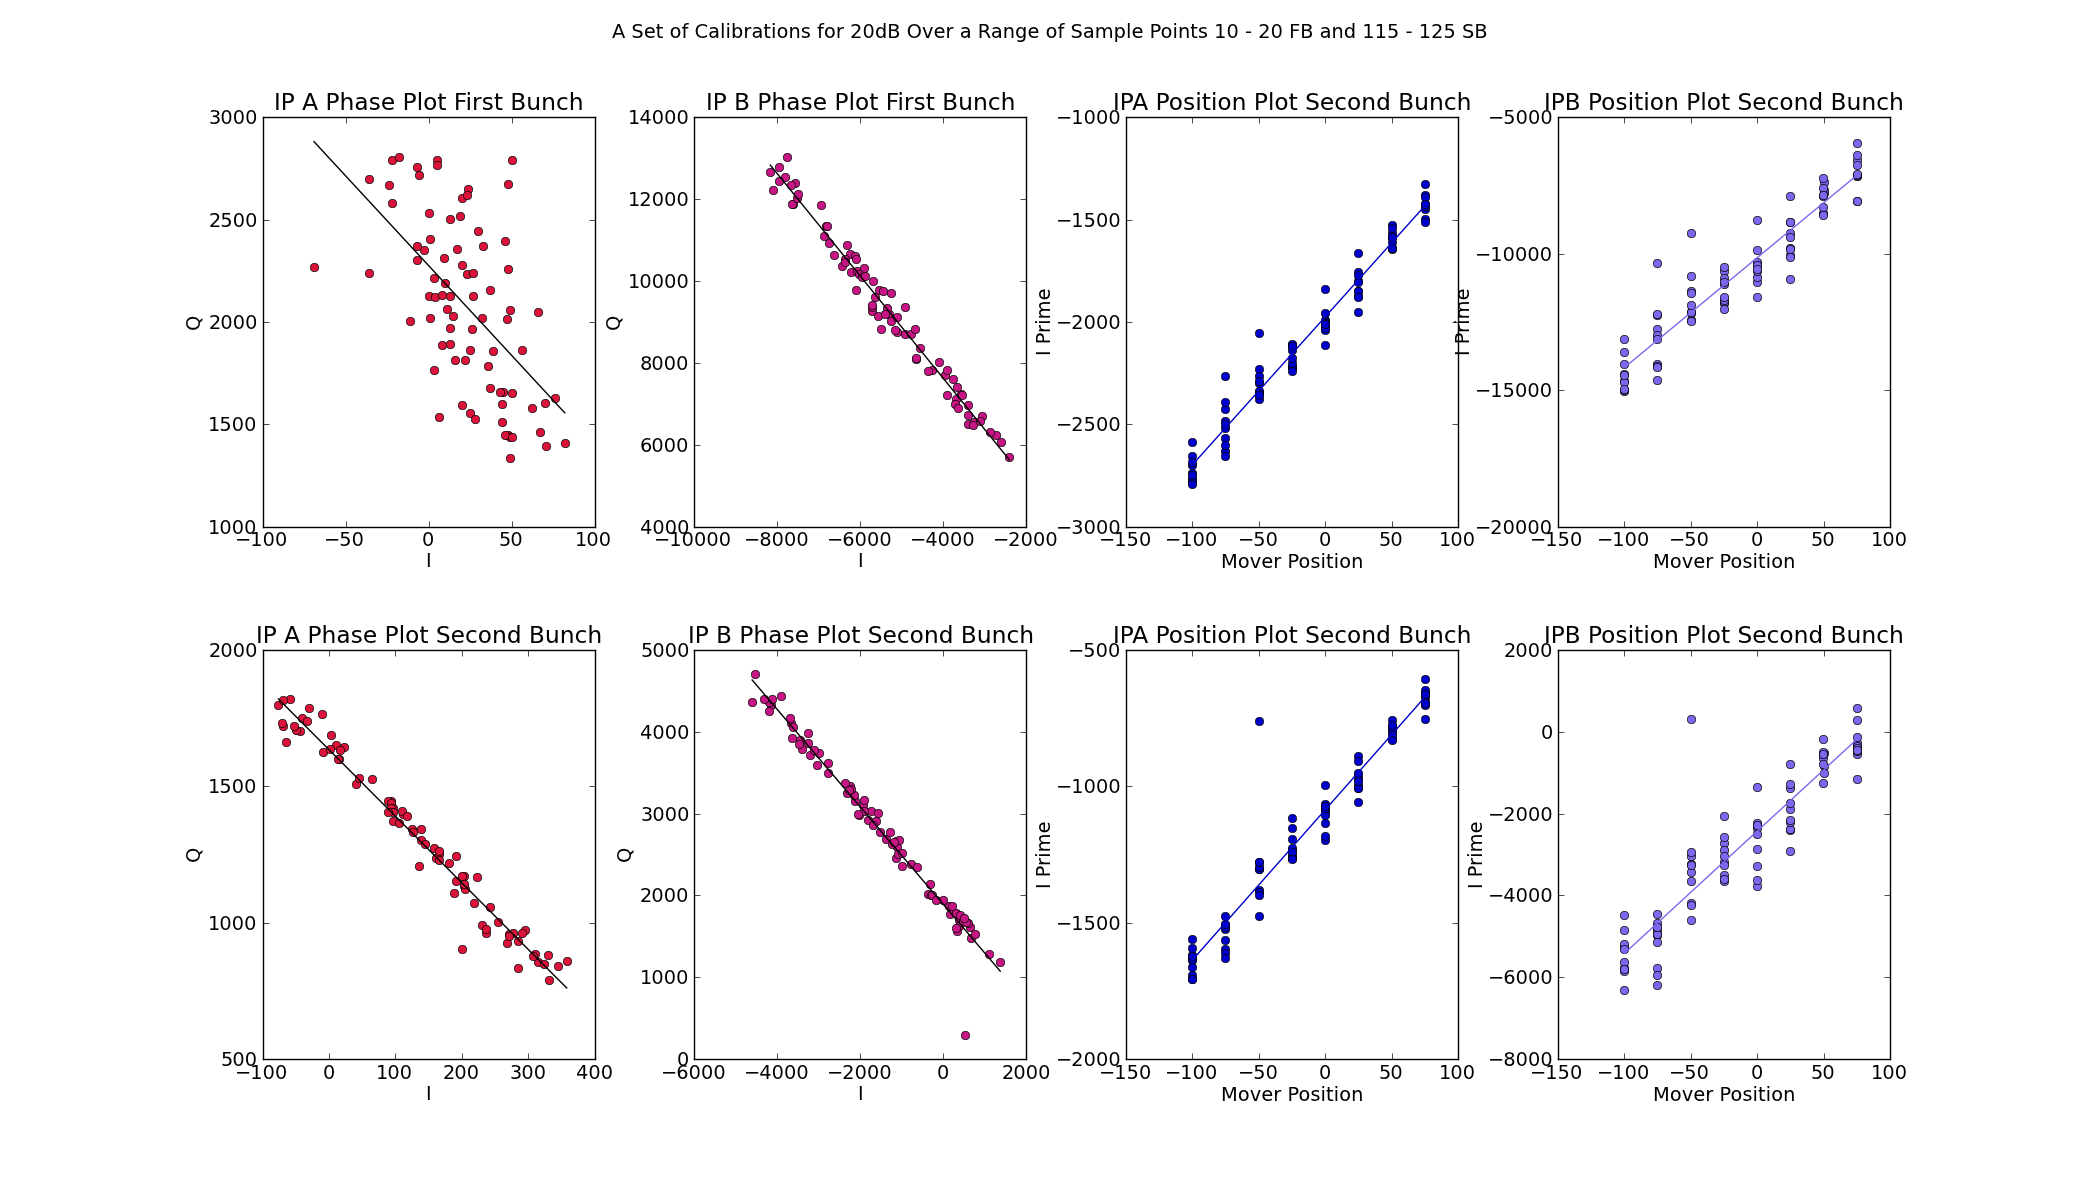 A Set of Calibrations for 20dB Over a Range of Sample Points 10 - 20 FB and 115 - 125 SB
IP A Phase Plot First Bunch
3000
2500
2000
1500
1000
Q
−100 −50 0 50 100
I
IP B Phase Plot First Bunch
14000
12000
10000
8000
6000
4000
Q
−10000 −8000 −6000 −4000 −2000
I
IPA Position Plot Second Bunch
−1000
−1500
−2000
−2500
−3000
I Prime
−150 −100 −50 0 50 100
Mover Position
IPB Position Plot Second Bunch
−5000
−10000
−15000
−20000
I Prime
−150 −100 −50 0 50 100
Mover Position
IP A Phase Plot Second Bunch
2000
1500
1000
500
Q
−100 0 100 200 300 400
I
IP B Phase Plot Second Bunch
5000
4000
3000
2000
1000
0
Q
−6000 −4000 −2000 0 2000
I
IPA Position Plot Second Bunch
−500
−1000
−1500
−2000
I Prime
−150 −100 −50 0 50 100
Mover Position
IPB Position Plot Second Bunch
2000
0
−2000
−4000
−6000
−8000
I Prime
−150 −100 −50 0 50 100
Mover Position